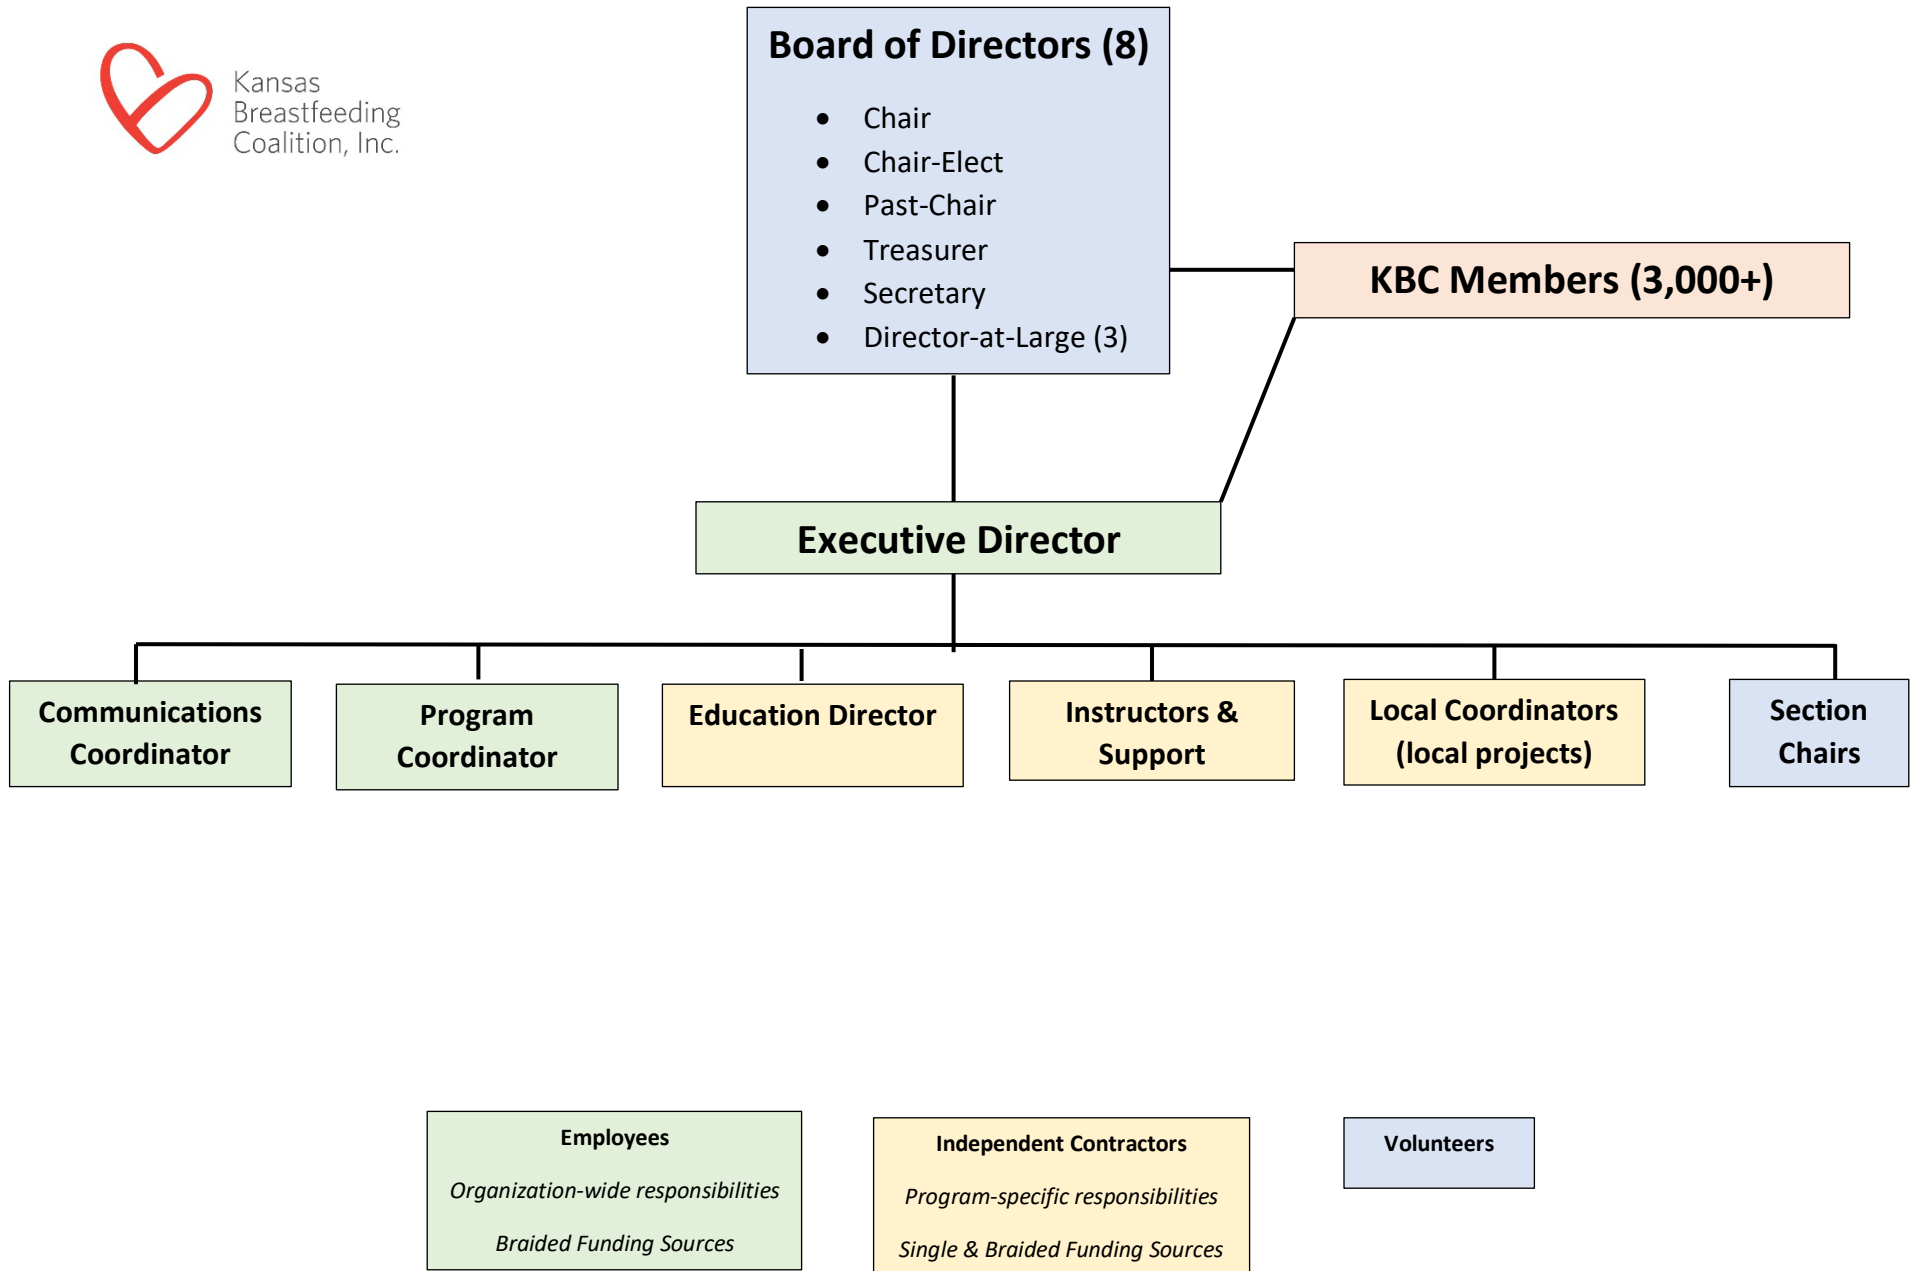 Kansas
Breastfeeding
Coalition, Inc.
Board of Directors (8)
• Chair
• Chair-Elect
• Past-Chair
• Treasurer
• Secretary
• Director-at-Large (3)
KBC Members (3,000+)
Executive Director
Communications
Coordinator
Program
Coordinator
Education Director
Instructors &
Support
Local Coordinators
(local projects)
Section
Chairs
Employees
Organization-wide responsibilities
Braided Funding Sources
Independent Contractors
Program-specific responsibilities
Single & Braided Funding Sources
Volunteers